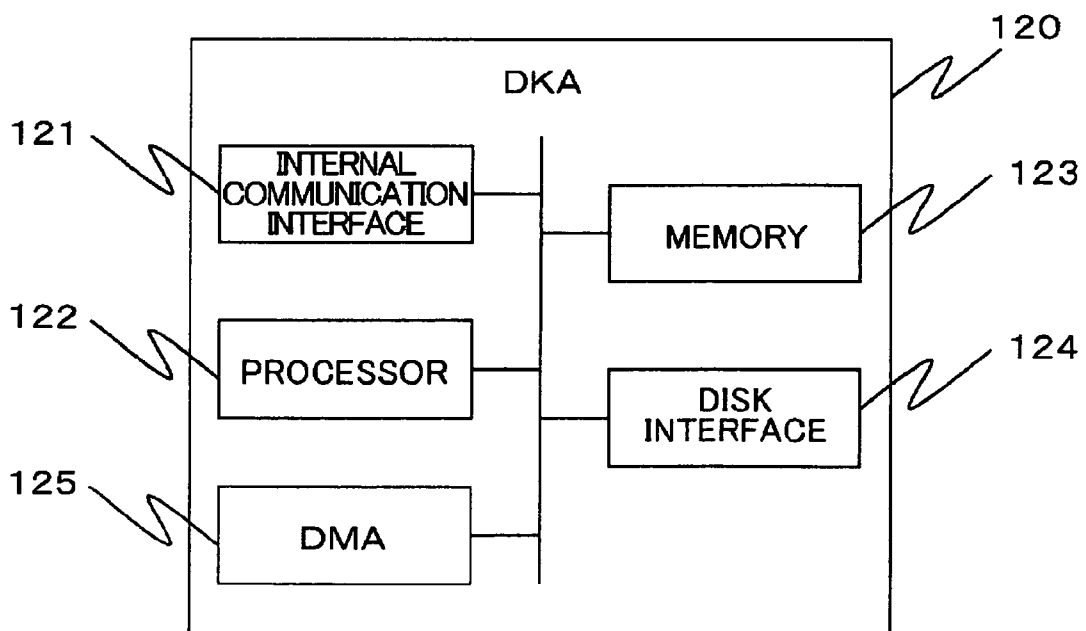 120
DKA
121
INTERNAL
COMMUNICATION
INTERFACE
123
MEMORY
122
PROCESSOR
124
DISK
INTERFACE
125
DMA